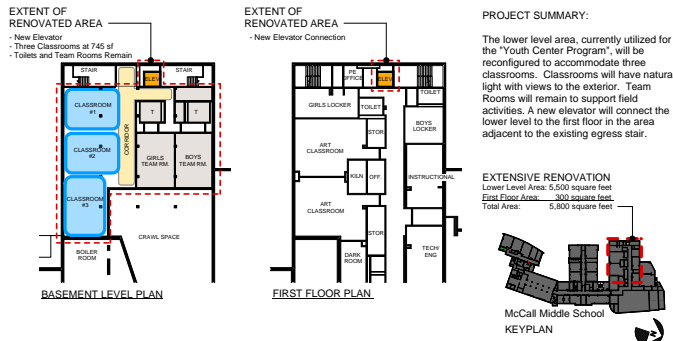 EXTENT OF
RENOVATED AREA
- New Elevator
- Three Classrooms at 745 sf
- Toilets and Team Rooms Remain
STAIR
ELEV
STAIR
CLASSROOM
#1
CORRIDOR
T
T
CLASSROOM
#2
GIRLS
TEAM RM.
BOYS
TEAM RM.
CLASSROOM
#3
CRAWL SPACE
BOILER
ROOM
BASEMENT LEVEL PLAN
EXTENT OF
RENOVATED AREA
- New Elevator Connection
PE
OFFICE
ELEV
TOILET
GIRLS LOCKER
TOILET
BOYS
LOCKER
STOR.
ART
CLASSROOM
KILN
OFF.
INSTRUCTIONAL
ART
CLASSROOM
STOR.
DARK
ROOM
TECH/
ENG
FIRST FLOOR PLAN
PROJECT SUMMARY:
The lower level area, currently utilized for
the "Youth Center Program", will be
reconfigured to accommodate three
classrooms.  Classrooms will have natura
light with views to the exterior.  Team
Rooms will remain to support field
activities. A new elevator will connect the
lower level to the first floor in the area
adjacent to the existing egress stair.
EXTENSIVE RENOVATION
Lower Level Area: 5,500 square feet
First Floor Area: 300 square feet
Total Area: 5,800 square feet
McCall Middle School
KEYPLAN